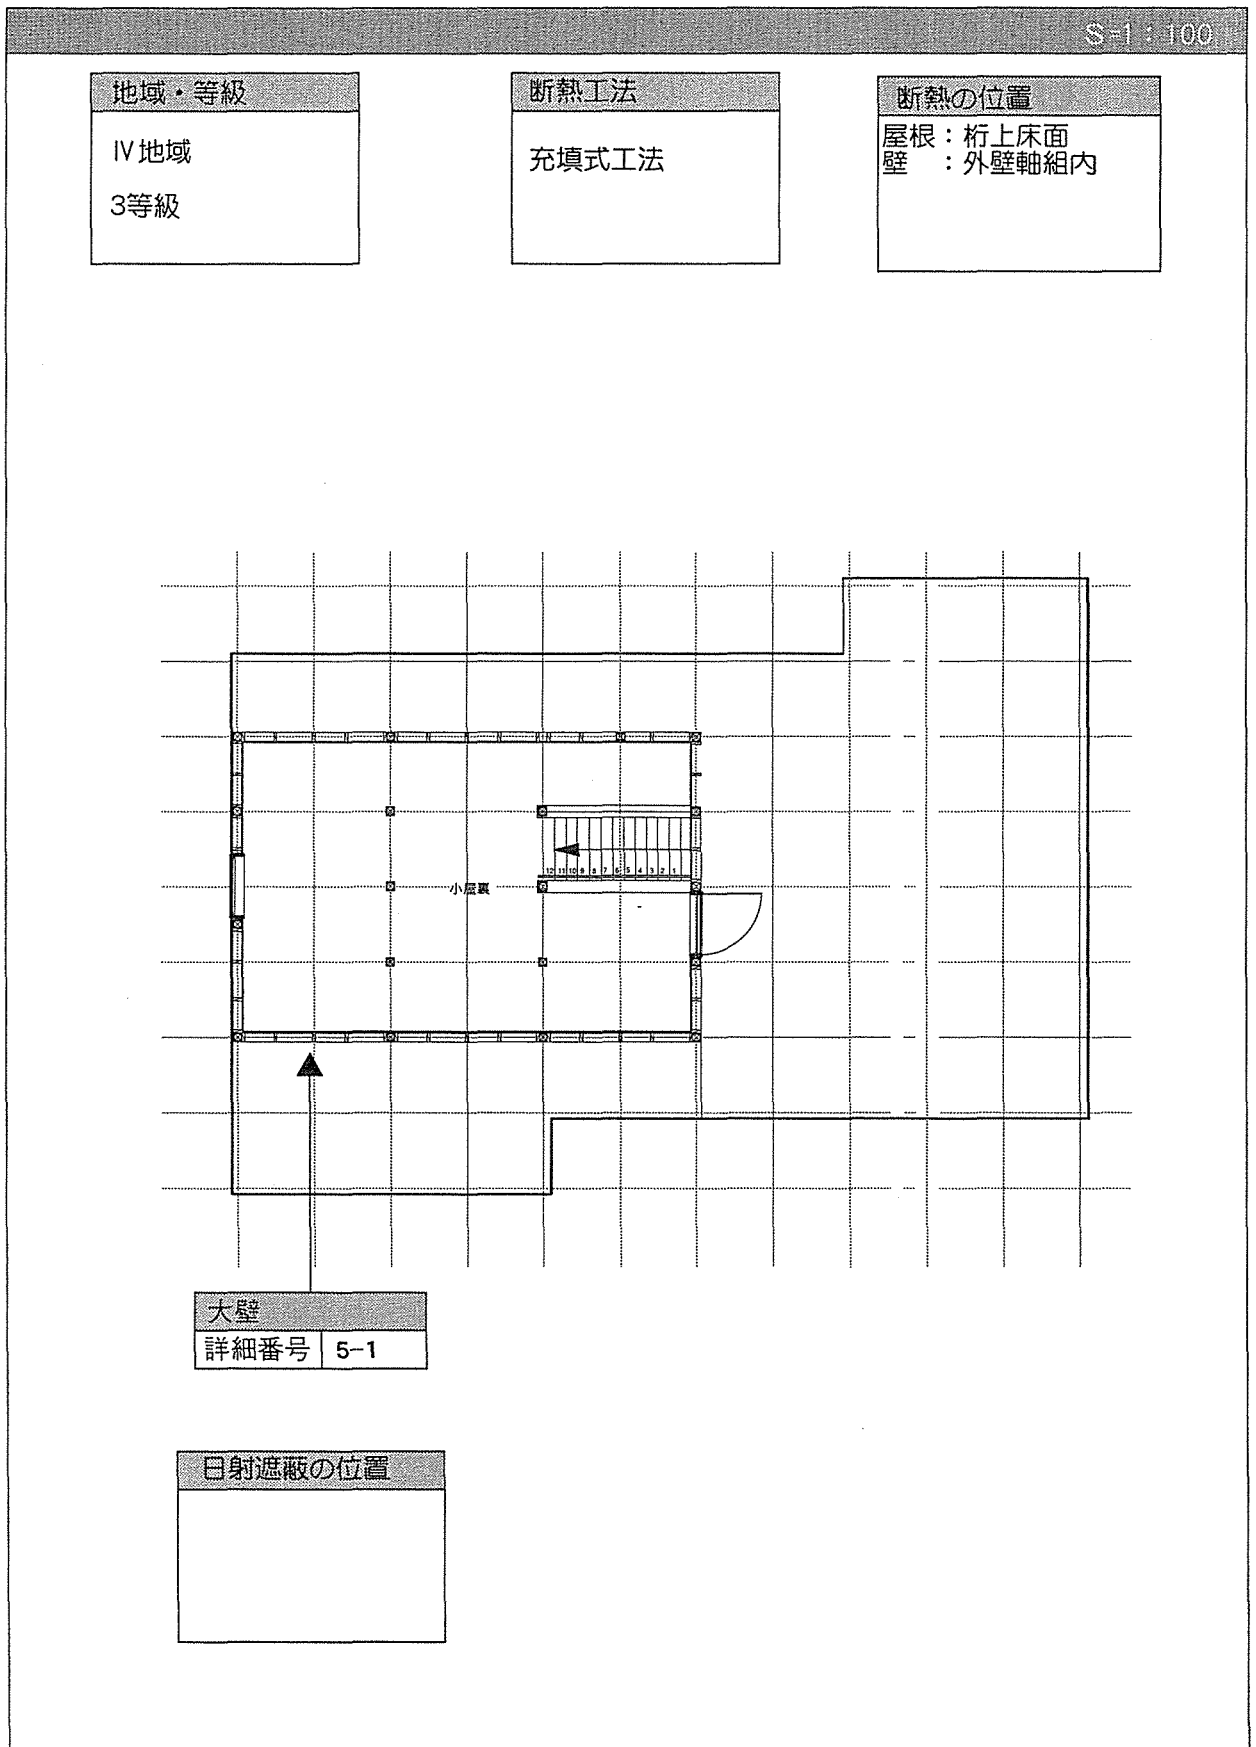 S=1：100
地域・等級
Ⅳ地域
3等級
断熱工法
充填式工法
断熱の位置
屋根：桁上床面
壁　：外壁軸組内
12 11 10 9 8 7 6 5 4 3 2 1
小屋裏
大壁
詳細番号 5-1
日射遮蔽の位置